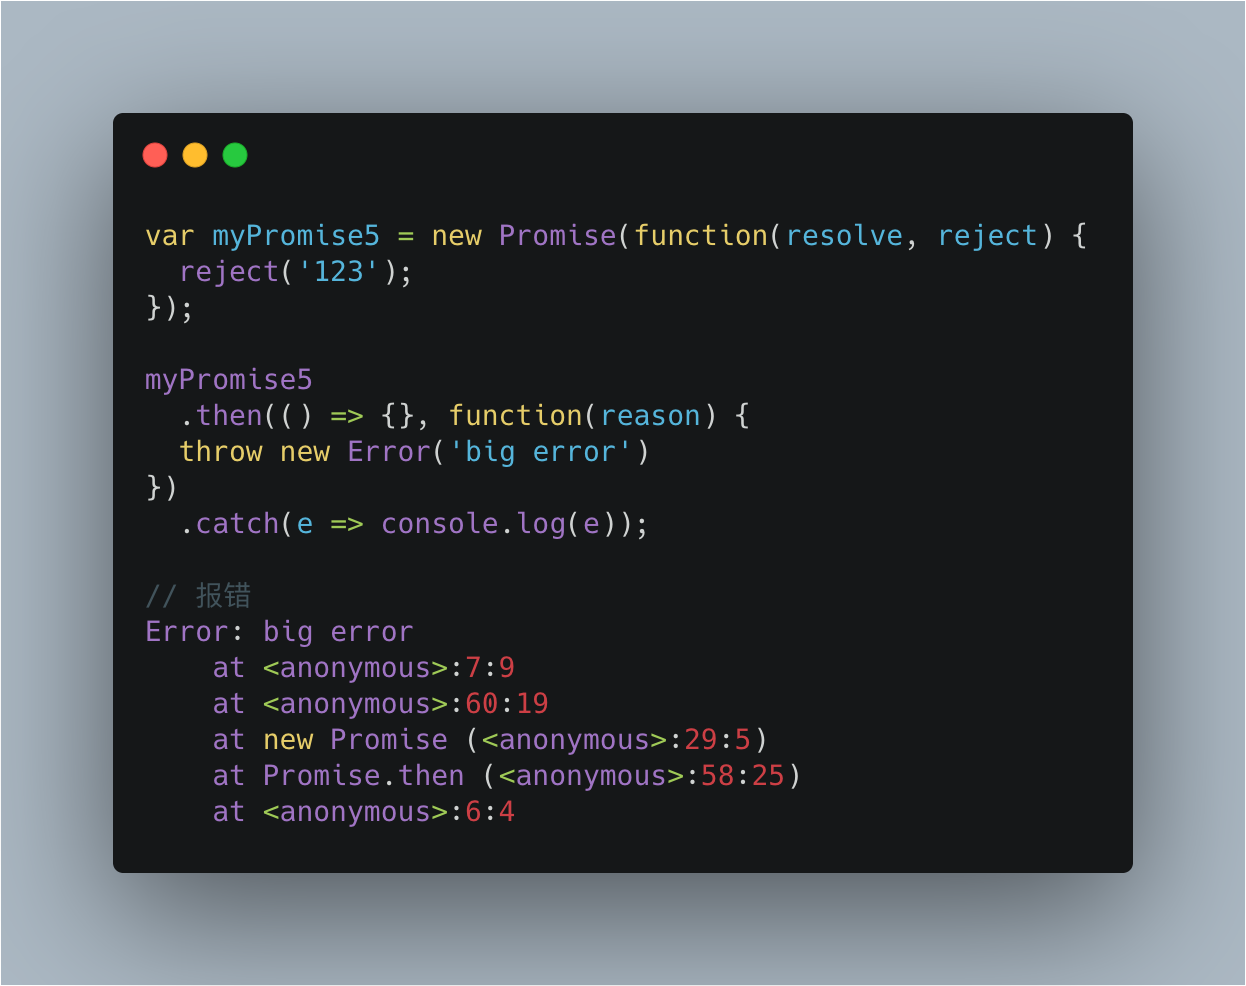 var myPromise5 = new Promise(function(resolve, reject) {
  reject('123');
});

myPromise5
  .then(() => {}, function(reason) {
  throw new Error('big error')
})
  .catch(e => console.log(e));

// 报错
Error: big error
    at <anonymous>:7:9
    at <anonymous>:60:19
    at new Promise (<anonymous>:29:5)
    at Promise.then (<anonymous>:58:25)
    at <anonymous>:6:4